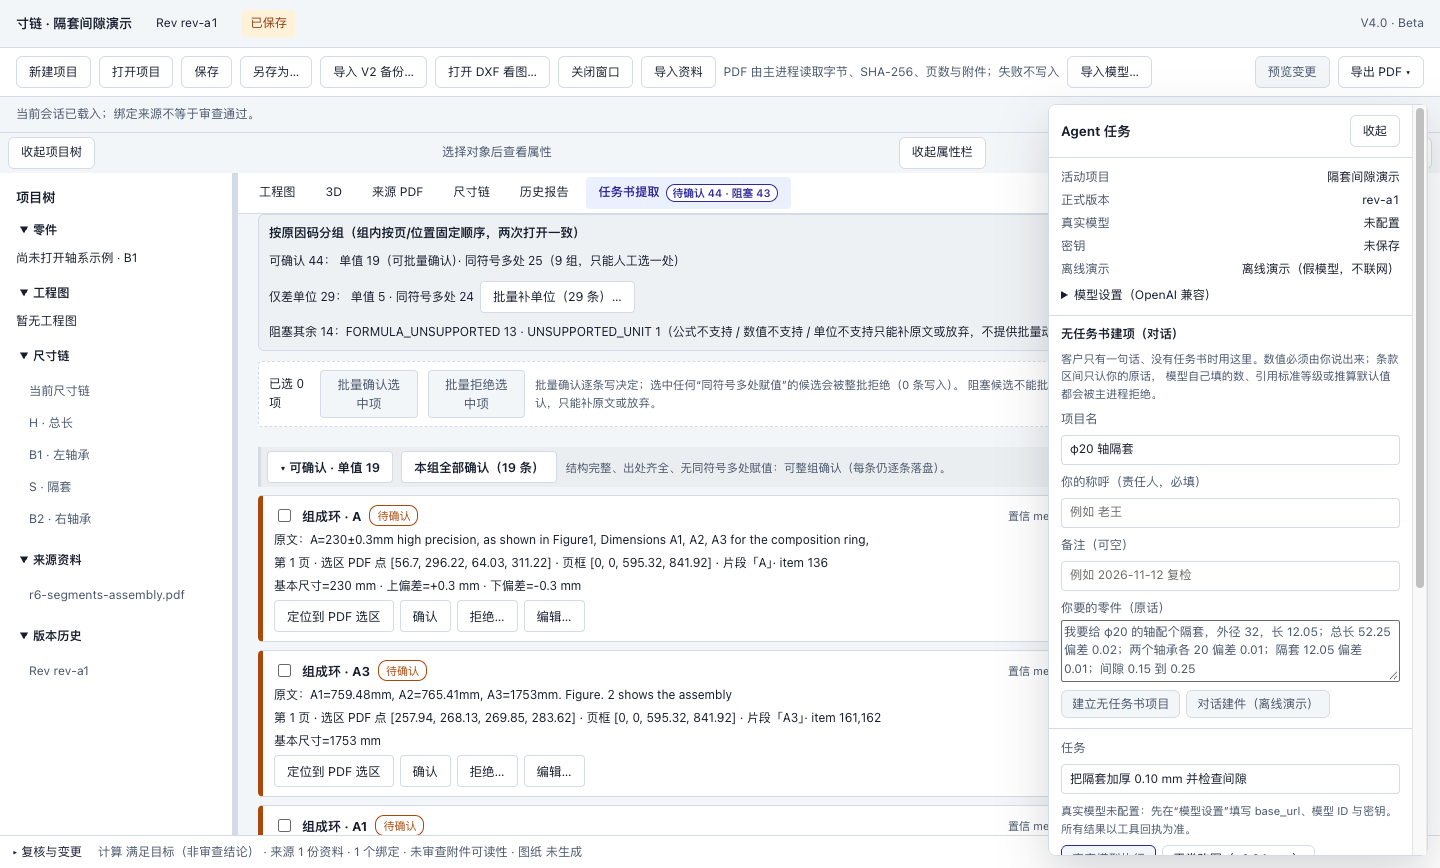 寸链 · 隔套间隙演示 Rev rev-a1 已保存 V4.0 · Beta
新建项目 打开项目 保存 另存为... 导入 V2 备份... 打开 DXF 看图... 关闭窗口 导入资料 PDF 由主进程读取字节、SHA-256、页数与附件；失败不写入 导入模型... 预览变更 导出 PDF ▾
当前会话已载入；绑定来源不等于审查通过。
收起项目树 选择对象后查看属性 收起属性栏
项目树
▼ 零件
尚未打开轴系示例 · B1
▼ 工程图
暂无工程图
▼ 尺寸链
当前尺寸链
H · 总长
B1 · 左轴承
S · 隔套
B2 · 右轴承
▼ 来源资料
r6-segments-assembly.pdf
▼ 版本历史
Rev rev-a1
工程图 3D 来源 PDF 尺寸链 历史报告 任务书提取 待确认 44 · 阻塞 43
按原因码分组（组内按页/位置固定顺序，两次打开一致）
可确认 44： 单值 19（可批量确认）· 同符号多处 25（9 组，只能人工选一处）
仅差单位 29： 单值 5 · 同符号多处 24 批量补单位（29 条）...
阻塞其余 14：FORMULA_UNSUPPORTED 13 · UNSUPPORTED_UNIT 1（公式不支持 / 数值不支持 / 单位不支持只能补原文或放弃，不提供批量
已选 0
项
批量确认选
中项
批量拒绝选
中项
批量确认逐条写决定；选中任何“同符号多处赋值”的候选会被整批拒绝（0 条写入）。 阻塞候选不能批
认，只能补原文或放弃。
▾ 可确认 · 单值 19 本组全部确认（19 条） 结构完整、出处齐全、无同符号多处赋值：可整组确认（每条仍逐条落盘）。
组成环 · A 待确认 置信 me
原文：A=230±0.3mm high precision, as shown in Figure1, Dimensions A1, A2, A3 for the composition ring,
第 1 页 · 选区 PDF 点 [56.7, 296.22, 64.03, 311.22] · 页框 [0, 0, 595.32, 841.92] · 片段「A」· item 136
基本尺寸=230 mm · 上偏差=+0.3 mm · 下偏差=-0.3 mm
定位到 PDF 选区 确认 拒绝... 编辑...
组成环 · A3 待确认 置信 me
原文：A1=759.48mm, A2=765.41mm, A3=1753mm. Figure. 2 shows the assembly
第 1 页 · 选区 PDF 点 [257.94, 268.13, 269.85, 283.62] · 页框 [0, 0, 595.32, 841.92] · 片段「A3」· item 161,162
基本尺寸=1753 mm
定位到 PDF 选区 确认 拒绝... 编辑...
组成环 · A1 待确认 置信 me
Agent 任务 收起
活动项目 隔套间隙演示
正式版本 rev-a1
真实模型 未配置
密钥 未保存
离线演示 离线演示（假模型，不联网）
▶ 模型设置（OpenAI 兼容）
无任务书建项（对话）
客户只有一句话、没有任务书时用这里。数值必须由你说出来；条款
区间只认你的原话， 模型自己填的数、引用标准等级或推算默认值
都会被主进程拒绝。
项目名
φ20 轴隔套
你的称呼（责任人，必填）
例如 老王
备注（可空）
例如 2026-11-12 复检
你要的零件（原话）
我要给 φ20 的轴配个隔套，外径 32，长 12.05；总长 52.25
偏差 0.02；两个轴承各 20 偏差 0.01；隔套 12.05 偏差
0.01；间隙 0.15 到 0.25
建立无任务书项目 对话建件（离线演示）
任务
把隔套加厚 0.10 mm 并检查间隙
真实模型未配置：先在“模型设置”填写 base_url、模型 ID 与密钥。
所有结果以工具回执为准。
▸ 复核与变更 计算 满足目标（非审查结论） · 来源 1 份资料 · 1 个绑定 · 未审查附件可读性 · 图纸 未生成